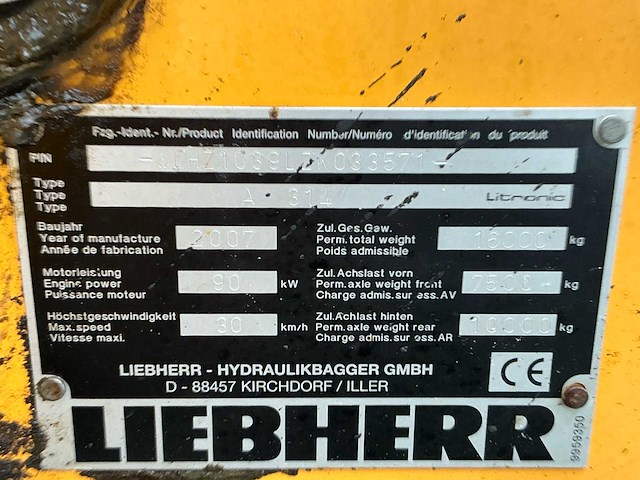 Fzg.-Ident.- Nr./Product Identification Number/Numéro d'identification du produit
PIN
Type
Type A 314 Litronic
Type
Baujahr
Year of manufacture 2007
Année de fabrication
Zul.Ges.Gew.
Perm.total weight kg
Poids admissible
Motorleistung
Engine power 90 kW
Puissance moteur
Zul.Achslast vorn
Perm.axle weight front kg
Charge admis.sur ess.AV
Höchstgeschwindigkeit
Max.speed 30 km/h
Vitesse maxi.
Zul.Achslast hinten
Perm.axle weight rear kg
Charge admis.sur ess.AR
LIEBHERR - HYDRAULIKBAGGER GMBH
D - 88457 KIRCHDORF/ILLER
CE
LIEBHERR
9959350